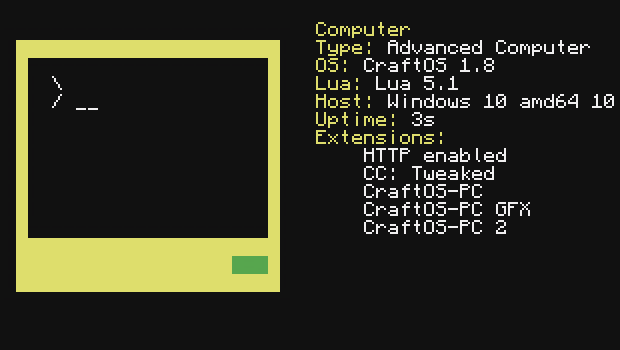 Computer
Type: Advanced Computer
OS: CraftOS 1.8
Lua: Lua 5.1
Host: Windows 10 amd64 10
Uptime: 3s
Extensions:
HTTP enabled
CC: Tweaked
CraftOS-PC
CraftOS-PC GFX
CraftOS-PC 2